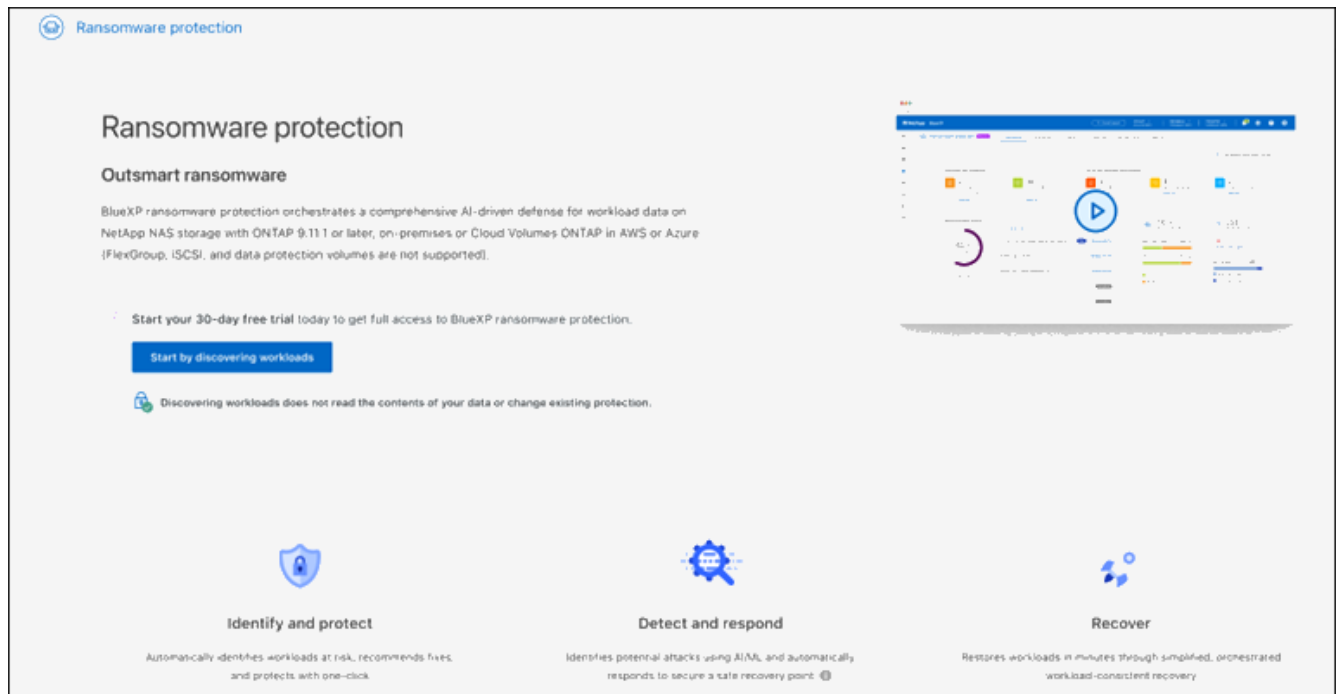 Ransomware protection
Ransomware protection
Outsmart ransomware
BlueXP ransomware protection orchestrates a comprehensive AI-driven defense for workload data on
NetApp NAS storage with ONTAP 9.11.1 or later, on-premises or Cloud Volumes ONTAP in AWS or Azure
(FlexGroup, iSCSI, and data protection volumes are not supported).
Start your 30-day free trial today to get full access to BlueXP ransomware protection.
Start by discovering workloads
Discovering workloads does not read the contents of your data or change existing protection.
Identify and protect
Automatically identifies workloads at risk, recommends fixes,
and protects with one-click
Detect and respond
Identifies potential attacks using AI/ML and automatically
responds to secure a safe recovery point
Recover
Restores workloads in minutes through simplified, orchestrated
workload-consistent recovery